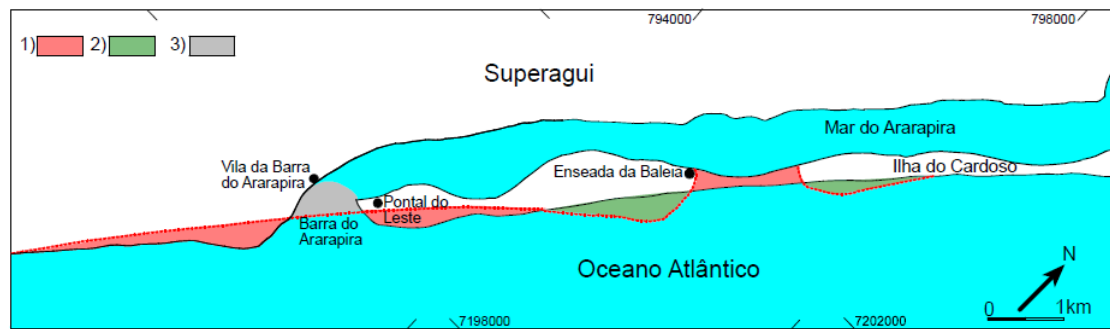 794000
798000
1)
2)
3)
Superagui
Mar do Ararapira
Vila da Barra
do Ararapira
Enseada da Baleia
Ilha do Cardoso
Pontal do
Leste
Barra do
Ararapira
Oceano Atlântico
N
0 1km
7198000
7202000